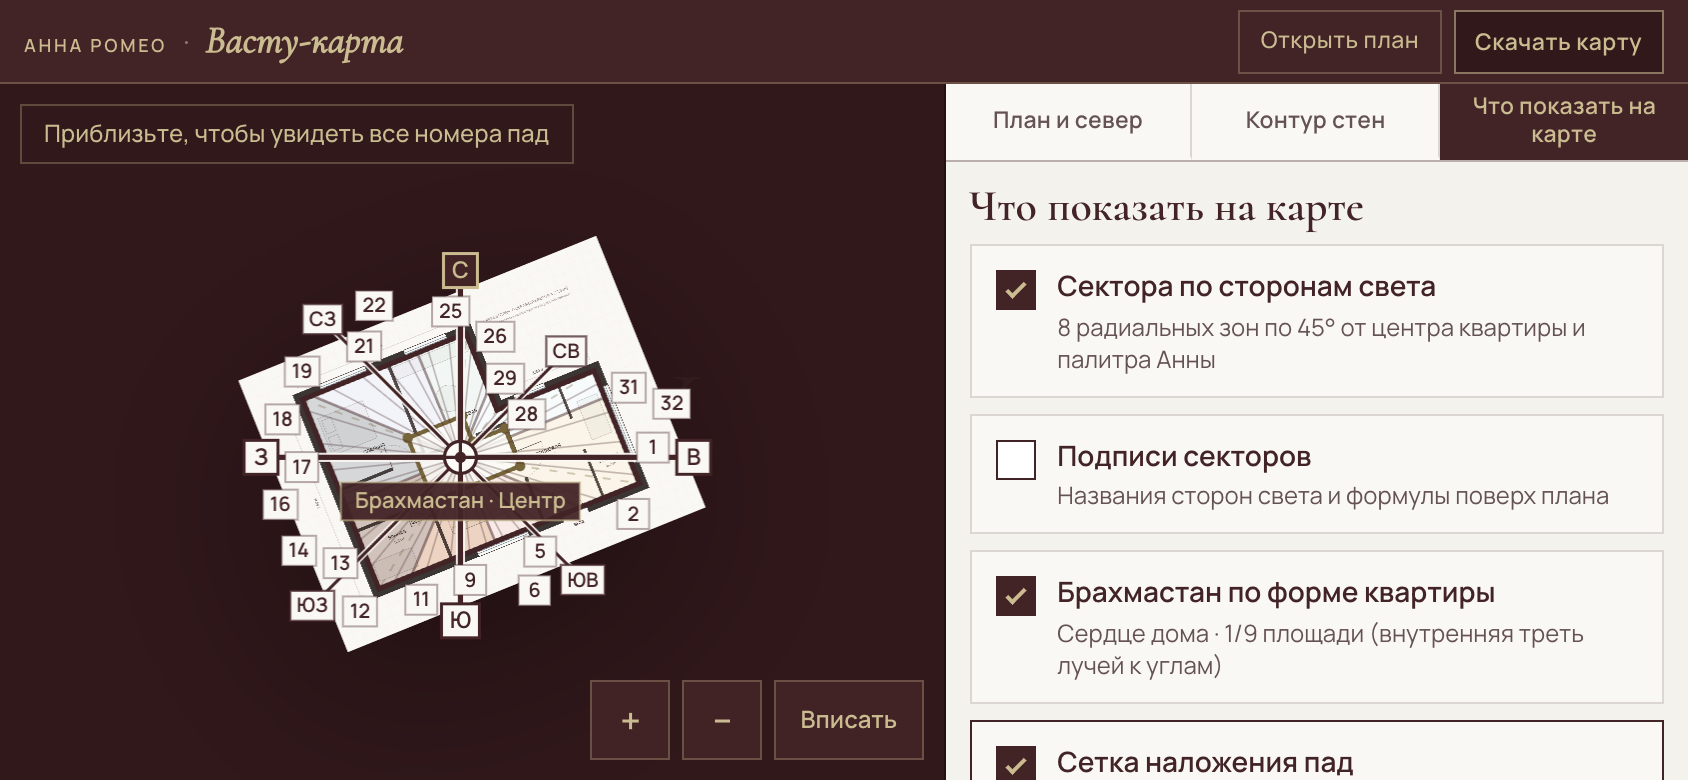 АННА РОМЕО · Васту-карта
Открыть план
Скачать карту
Приблизьте, чтобы увидеть все номера пад
План и север
Контур стен
Что показать на
карте
Что показать на карте
Сектора по сторонам света
8 радиальных зон по 45° от центра квартиры и
палитра Анны
Подписи секторов
Названия сторон света и формулы поверх плана
Брахмастан по форме квартиры
Сердце дома · 1/9 площади (внутренняя треть
лучей к углам)
Сетка наложения пад
С
22
СЗ
25
26
21
СВ
19
29
31
32
28
18
1
З
17
В
16
Брахмастан · Центр
2
14
13
5
9
ЮВ
6
11
ЮЗ
12
Ю
+
−
Вписать